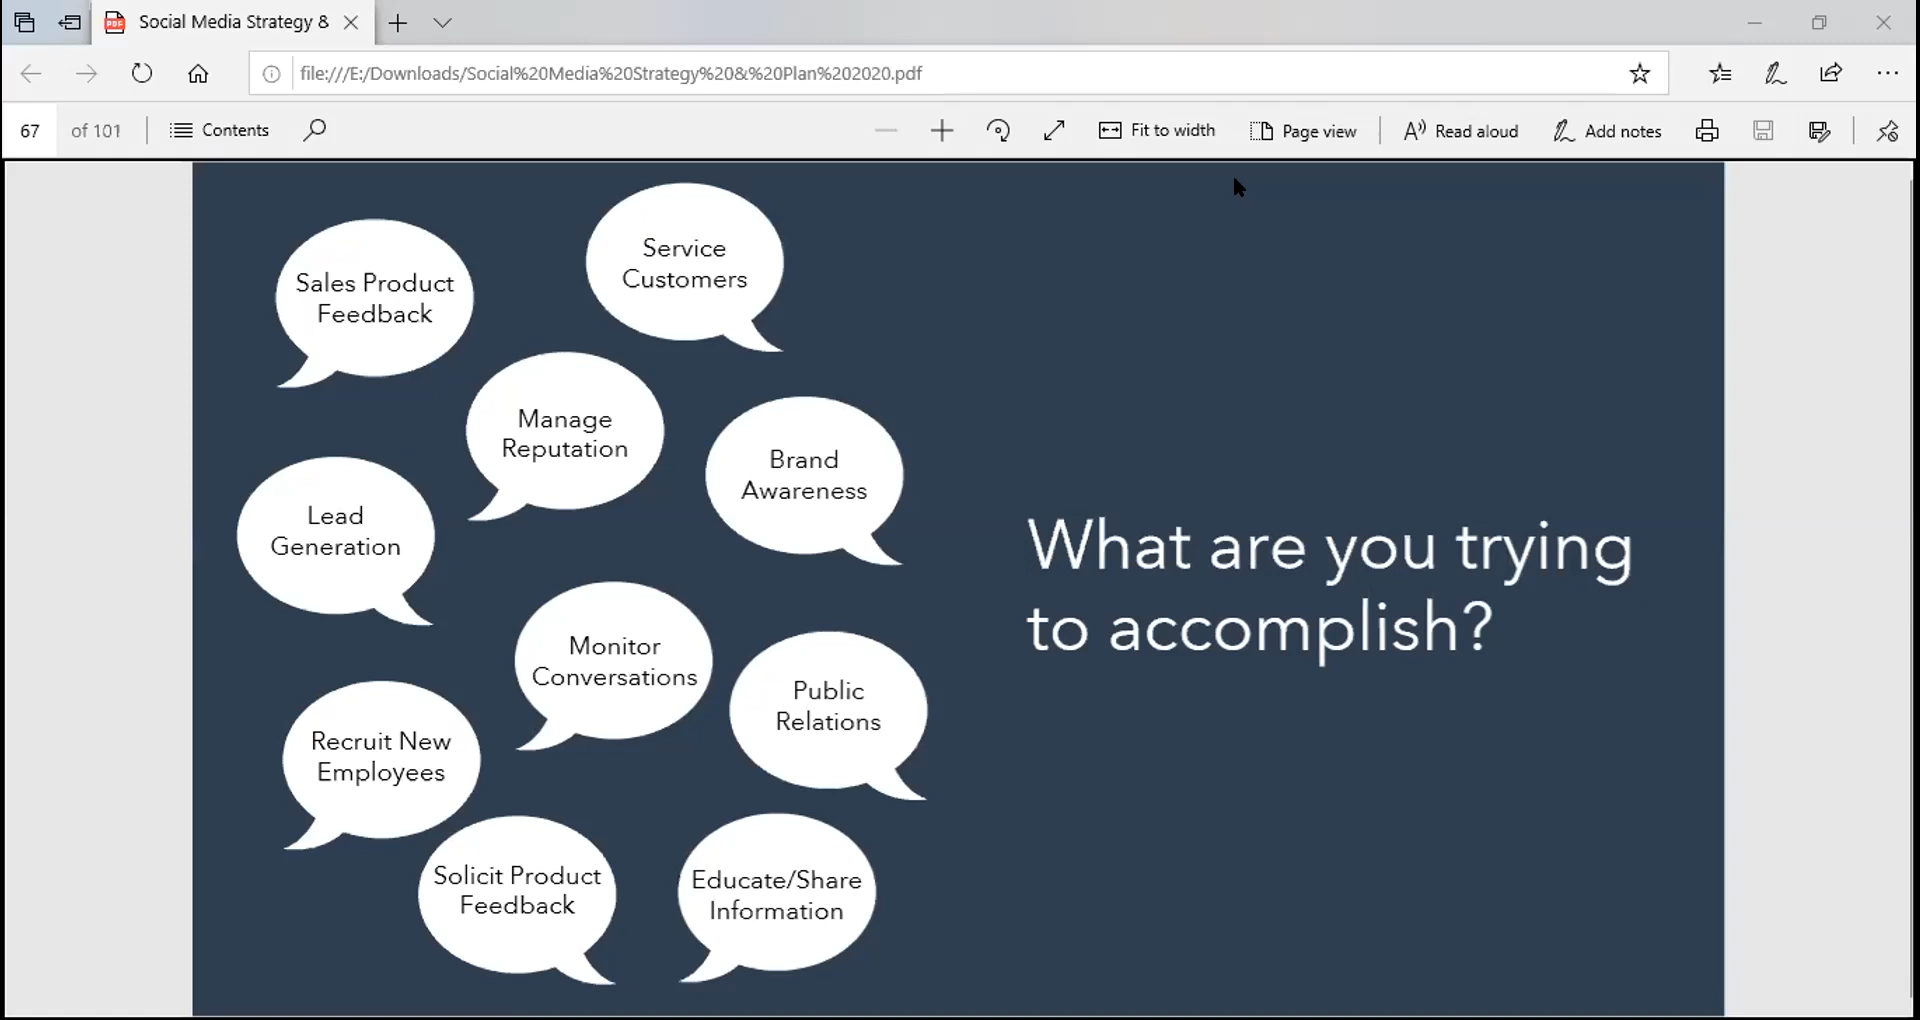 Social Media Strategy &
file:///E:/Downloads/Social%20Media%20Strategy%20&%20Plan%202020.pdf
67 of 101 Contents Fit to width Page view Read aloud Add notes
Sales Product
Feedback
Service
Customers
Manage
Reputation
Brand
Awareness
Lead
Generation
Monitor
Conversations
Public
Relations
Recruit New
Employees
Solicit Product
Feedback
Educate/Share
Information
What are you trying
to accomplish?